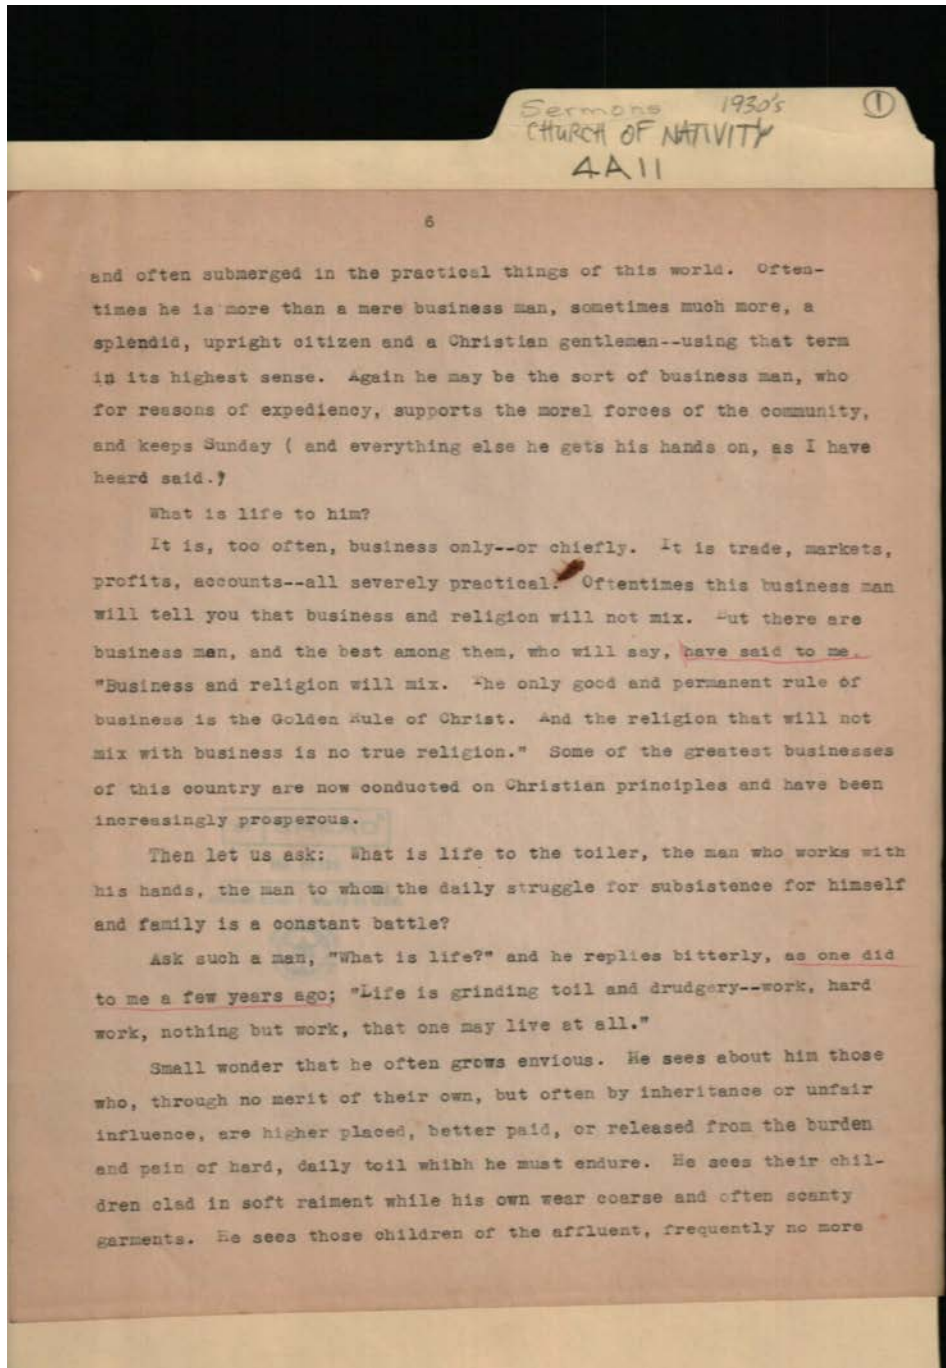 Sermons 1930's 1
CHURCH OF NATIVITY
4A11
6
and often submerged in the practical things of this world. Often-
times he is more than a mere business man, sometimes much more, a
splendid, upright citizen and a Christian gentleman--using that term
in its highest sense. Again he may be the sort of business man, who
for reasons of expediency, supports the moral forces of the community,
and keeps Sunday ( and everything else he gets his hands on, as I have
heard said.)
What is life to him?
It is, too often, business only--or chiefly. It is trade, markets,
profits, accounts--all severely practical. Oftentimes this business man
will tell you that business and religion will not mix. But there are
business men, and the best among them, who will say, have said to me,
"Business and religion will mix. The only good and permanent rule of
business is the Golden Rule of Christ. And the religion that will not
mix with business is no true religion." Some of the greatest businesses
of this country are now conducted on Christian principles and have been
increasingly prosperous.
Then let us ask: What is life to the toiler, the man who works with
his hands, the man to whom the daily struggle for subsistence for himself
and family is a constant battle?
Ask such a man, "What is life?" and he replies bitterly, as one did
to me a few years ago; "Life is grinding toil and drudgery--work, hard
work, nothing but work, that one may live at all."
Small wonder that he often grows envious. He sees about him those
who, through no merit of their own, but often by inheritance or unfair
influence, are higher placed, better paid, or released from the burden
and pain of hard, daily toil whihh he must endure. He sees their chil-
dren clad in soft raiment while his own wear coarse and often scanty
garments. He sees those children of the affluent, frequently no more